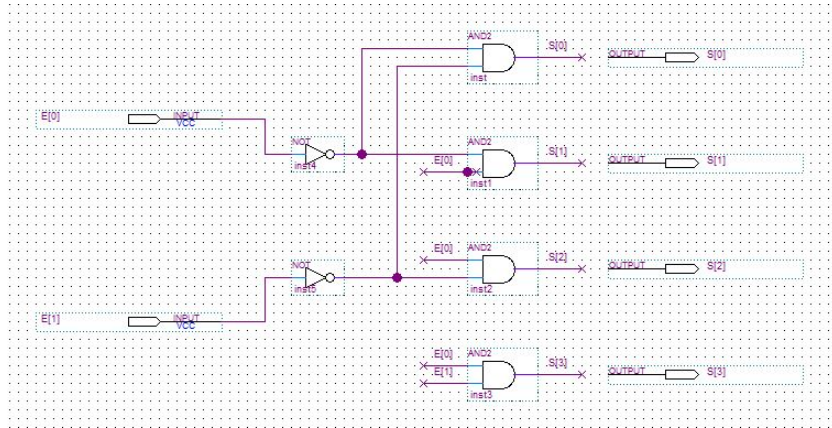 AND2
S[0]
OUTPUT
S[0]
inst
E[0]
INPUT
VCC
NOT
inst4
AND2
E[0]
S[1]
OUTPUT
S[1]
inst1
AND2
E[0]
S[2]
OUTPUT
S[2]
inst2
NOT
inst5
E[1]
INPUT
VCC
AND2
E[0]
E[1]
S[3]
OUTPUT
S[3]
inst3